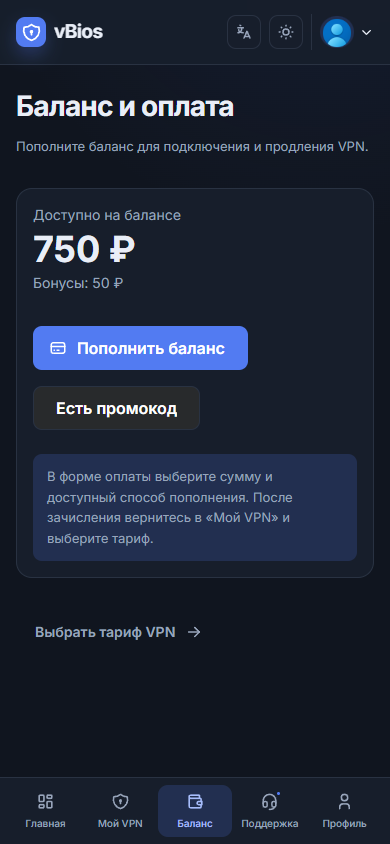 vBios
Баланс и оплата
Пополните баланс для подключения и продления VPN.
Доступно на балансе
750 ₽
Бонусы: 50 ₽
Пополнить баланс
Есть промокод
В форме оплаты выберите сумму и
доступный способ пополнения. После
зачисления вернитесь в «Мой VPN» и
выберите тариф.
Выбрать тариф VPN
Главная
Мой VPN
Баланс
Поддержка
Профиль